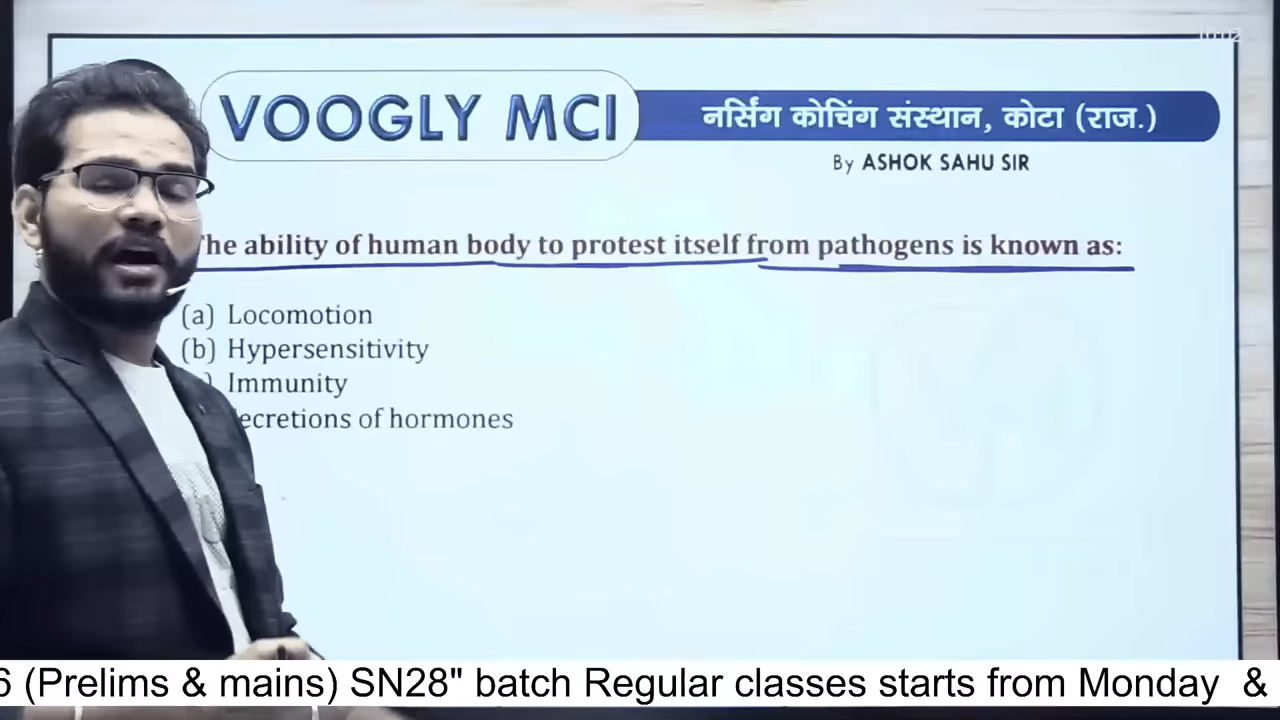 VOOGLY MCI
नर्सिंग कोचिंग संस्थान, कोटा (राज.)
By ASHOK SAHU SIR
The ability of human body to protest itself from pathogens is known as:
(a) Locomotion
(b) Hypersensitivity
) Immunity
ecretions of hormones
6 (Prelims & mains) SN28" batch Regular classes starts from Monday &